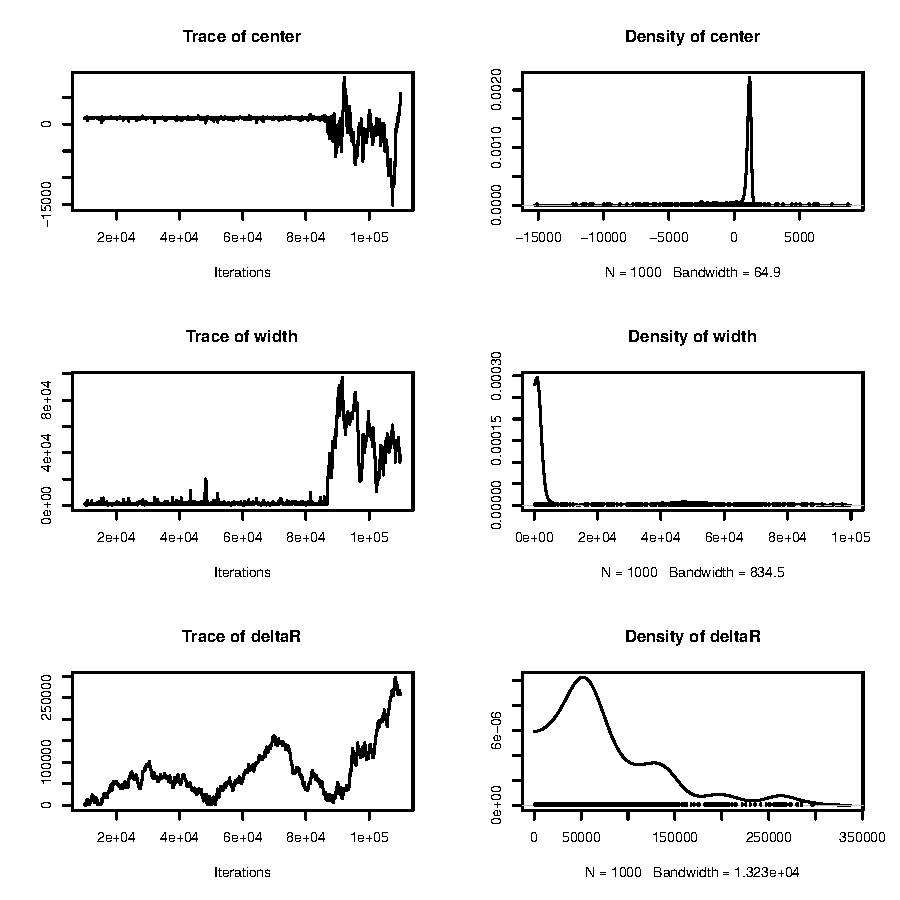 Trace of center
0
−15000
2e+04 4e+04 6e+04 8e+04 1e+05
Iterations
Density of center
0.0020
0.0010
0.0000
−15000 −10000 −5000 0 5000
N = 1000 Bandwidth = 64.9
Trace of width
8e+04
4e+04
0e+00
2e+04 4e+04 6e+04 8e+04 1e+05
Iterations
Density of width
0.00030
0.00015
0.00000
0e+00 2e+04 4e+04 6e+04 8e+04 1e+05
N = 1000 Bandwidth = 834.5
Trace of deltaR
250000
100000
0
2e+04 4e+04 6e+04 8e+04 1e+05
Iterations
Density of deltaR
6e−06
0e+00
0 50000 150000 250000 350000
N = 1000 Bandwidth = 1.323e+04